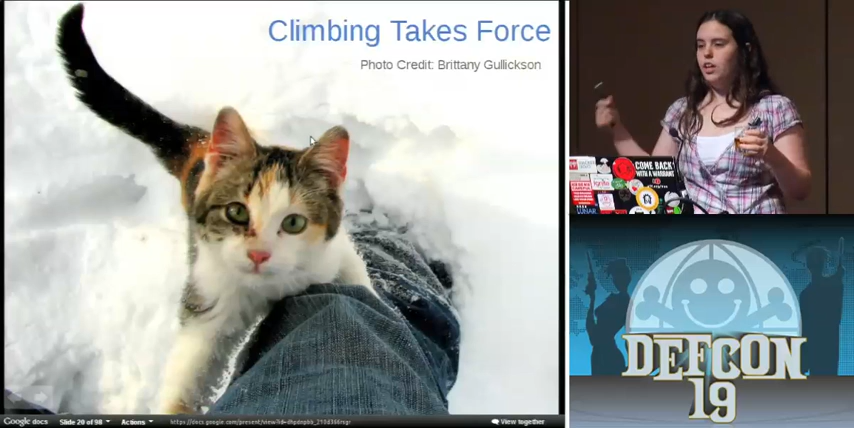 Climbing Takes Force
Photo Credit: Brittany Gullickson
COME BACK
WITH A WARRANT
DEFCON
19
Google docs
Slide 20 of 98
Actions
View together